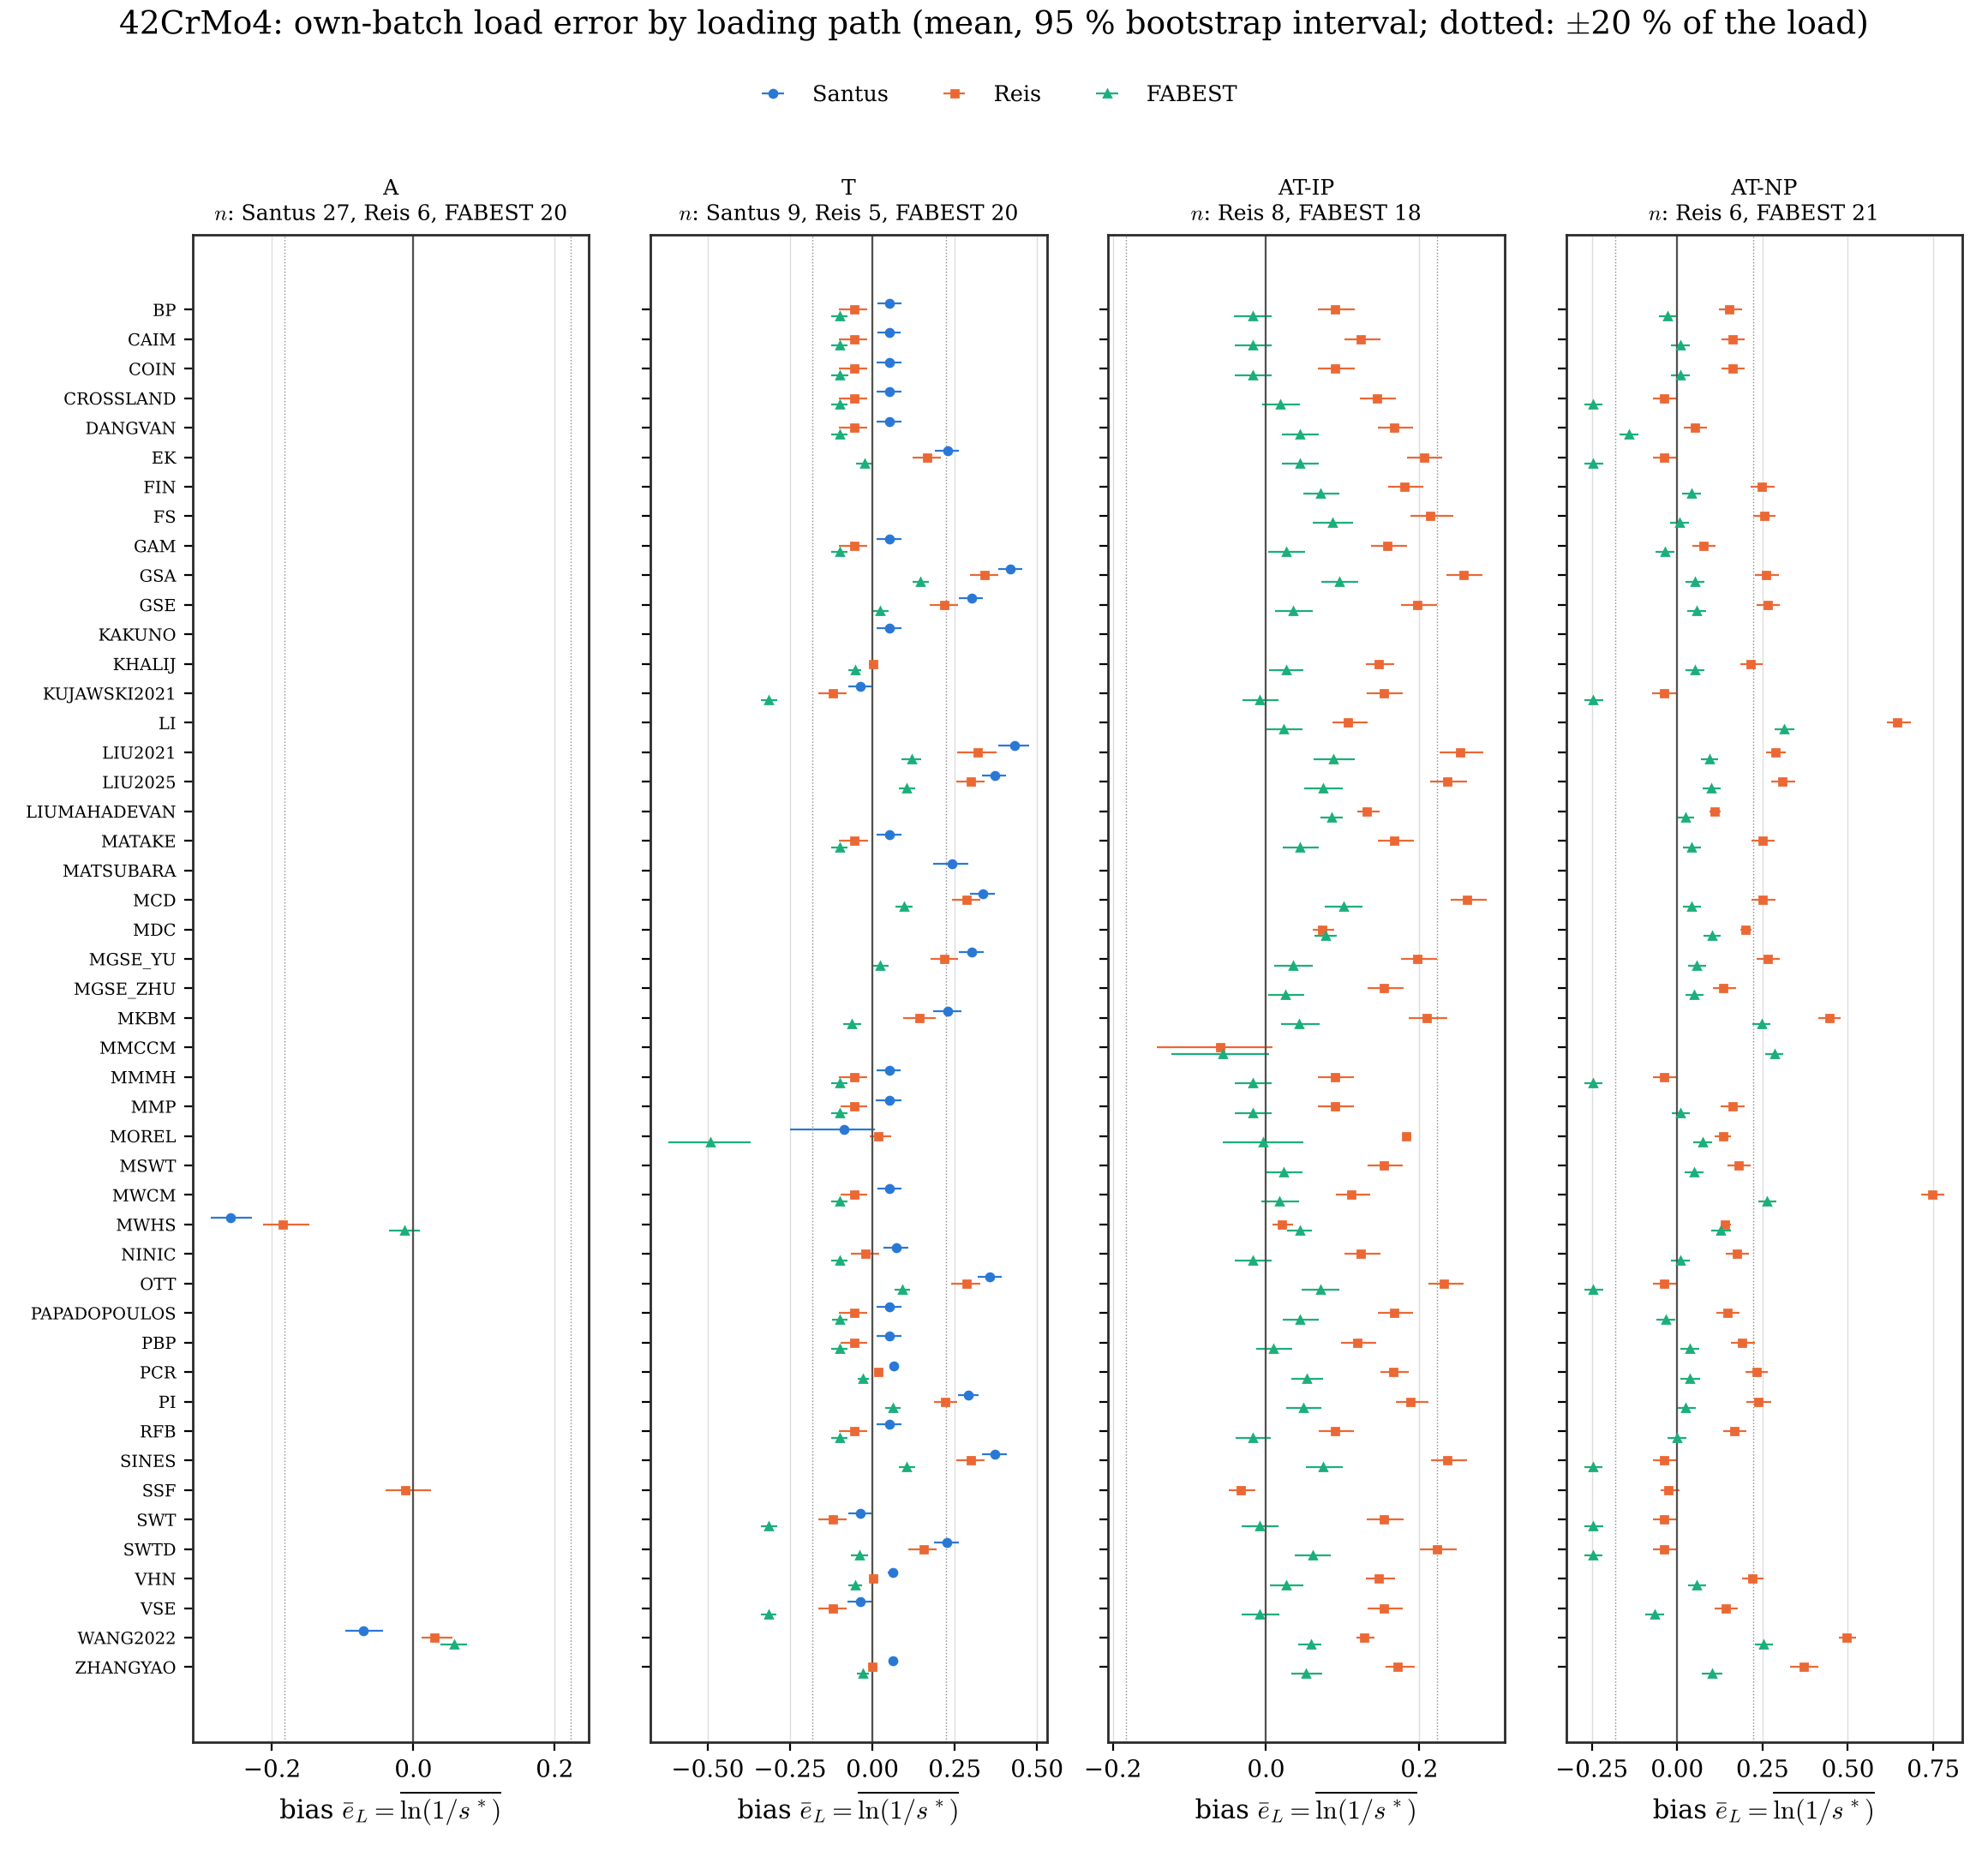 42CrMo4: own-batch load error by loading path (mean, 95 % bootstrap interval; dotted: ±20 % of the load)
Santus Reis FABEST
A
n: Santus 27, Reis 6, FABEST 20
T
n: Santus 9, Reis 5, FABEST 20
AT-IP
n: Reis 8, FABEST 18
AT-NP
n: Reis 6, FABEST 21
BP
CAIM
COIN
CROSSLAND
DANGVAN
EK
FIN
FS
GAM
GSA
GSE
KAKUNO
KHALIJ
KUJAWSKI2021
LI
LIU2021
LIU2025
LIUMAHADEVAN
MATAKE
MATSUBARA
MCD
MDC
MGSE_YU
MGSE_ZHU
MKBM
MMCCM
MMMH
MMP
MOREL
MSWT
MWCM
MWHS
NINIC
OTT
PAPADOPOULOS
PBP
PCR
PI
RFB
SINES
SSF
SWT
SWTD
VHN
VSE
WANG2022
ZHANGYAO
−0.2 0.0 0.2
−0.50 −0.25 0.00 0.25 0.50
−0.2 0.0 0.2
−0.25 0.00 0.25 0.50 0.75
bias ē_L = ln(1/s*)
bias ē_L = ln(1/s*)
bias ē_L = ln(1/s*)
bias ē_L = ln(1/s*)